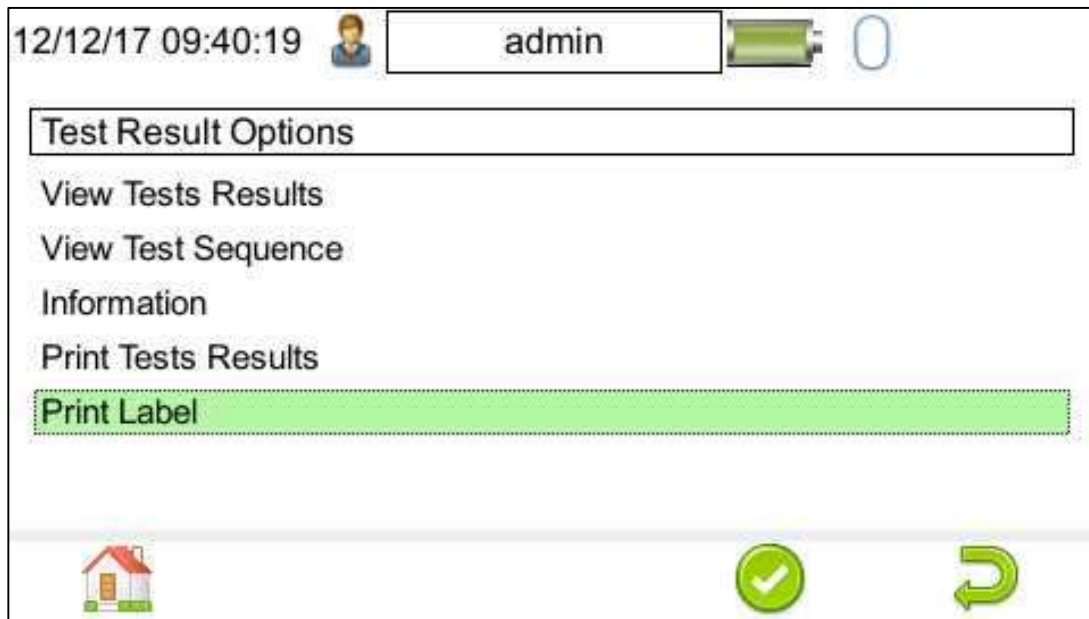 12/12/17 09:40:19 admin
Test Result Options
View Tests Results
View Test Sequence
Information
Print Tests Results
Print Label